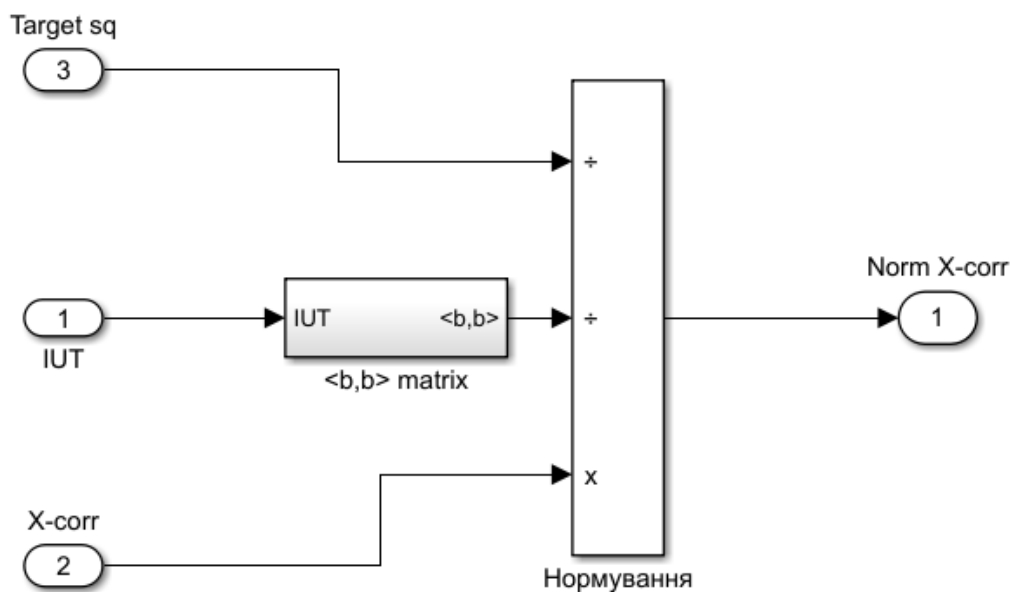 Target sq
3
÷
1
IUT
IUT
<b,b>
<b,b> matrix
÷
Norm X-corr
1
X-corr
2
x
Нормування